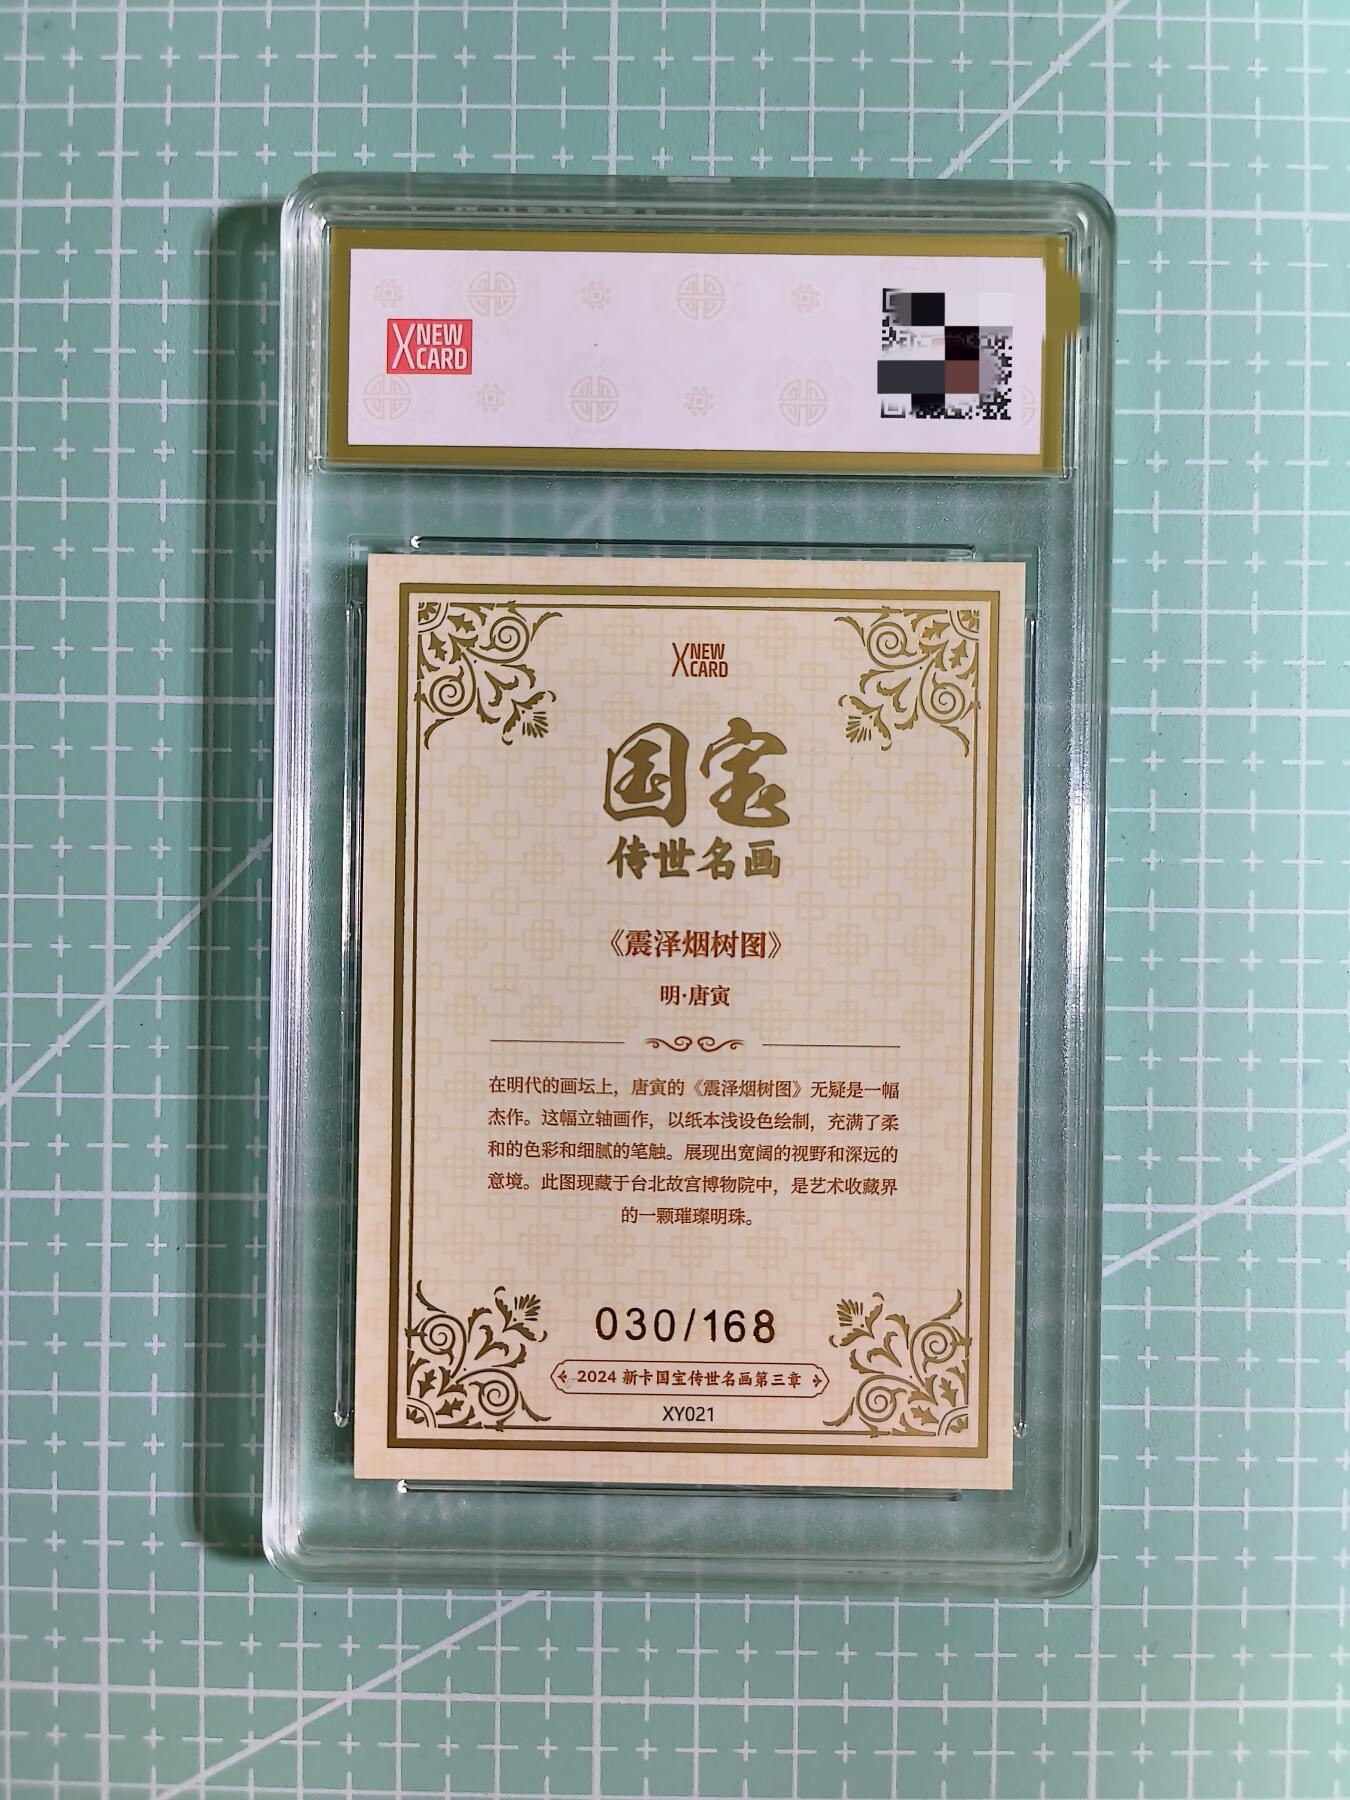 XNEW
CARD
XNEW
CARD
国宝
传世名画
《震泽烟树图》
明·唐寅
在明代的画坛上，唐寅的《震泽烟树图》无疑是一幅
杰作。这幅立轴画作，以纸本浅设色绘制，充满了柔
和的色彩和细腻的笔触。展现出宽阔的视野和深远的
意境。此图现藏于台北故宫博物院中，是艺术收藏界
的一颗璀璨明珠。
030/168
2024 新卡国宝传世名画第三章
XY021